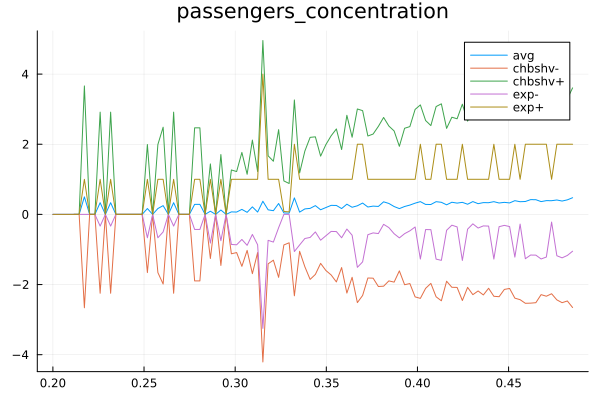 passengers_concentration
avg
chbshv-
chbshv+
exp-
exp+
4
2
0
−2
−4
0.20
0.25
0.30
0.35
0.40
0.45